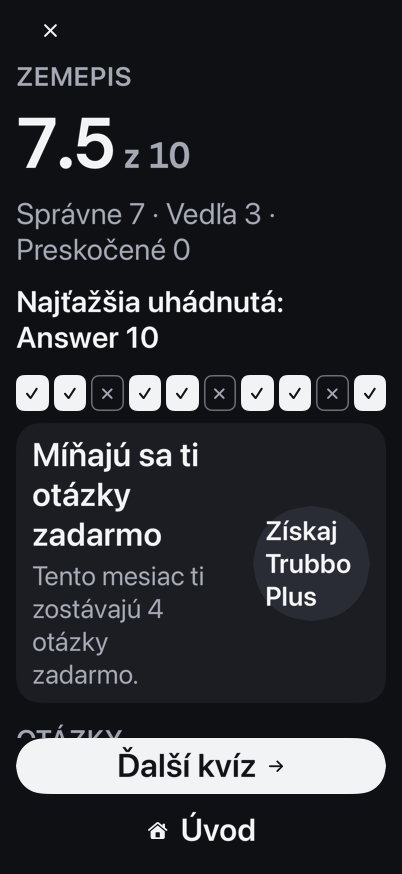 ZEMEPIS
7.5 z 10
Správne 7 · Vedľa 3 ·
Preskočené 0
Najťažšia uhádnutá:
Answer 10
Míňajú sa ti
otázky
zadarmo
Tento mesiac ti
zostávajú 4
otázky
zadarmo.
Získaj
Trubbo
Plus
OTÁZKY
Ďalší kvíz →
Úvod